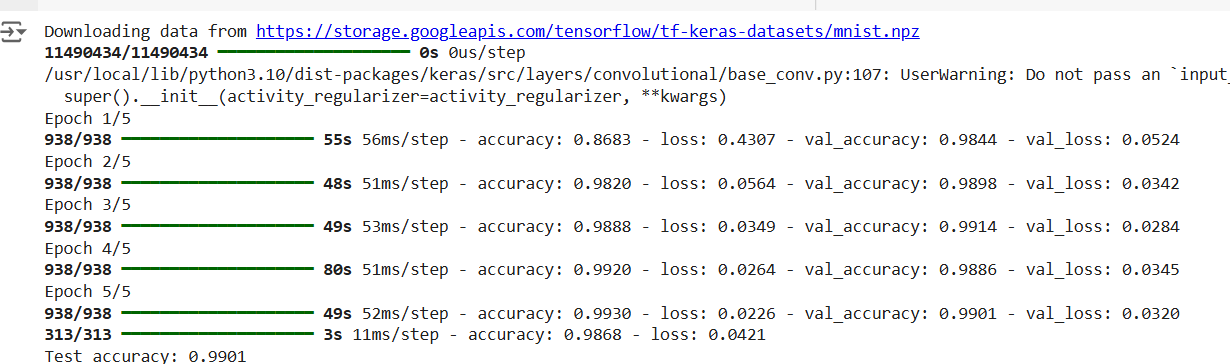 Downloading data from https://storage.googleapis.com/tensorflow/tf-keras-datasets/mnist.npz
11490434/11490434 ━━━━━━━━━━━━━━━━━━━━ 0s 0us/step
/usr/local/lib/python3.10/dist-packages/keras/src/layers/convolutional/base_conv.py:107: UserWarning: Do not pass an `input_
super().__init__(activity_regularizer=activity_regularizer, **kwargs)
Epoch 1/5
938/938 ━━━━━━━━━━━━━━━━━━━━ 55s 56ms/step - accuracy: 0.8683 - loss: 0.4307 - val_accuracy: 0.9844 - val_loss: 0.0524
Epoch 2/5
938/938 ━━━━━━━━━━━━━━━━━━━━ 48s 51ms/step - accuracy: 0.9820 - loss: 0.0564 - val_accuracy: 0.9898 - val_loss: 0.0342
Epoch 3/5
938/938 ━━━━━━━━━━━━━━━━━━━━ 49s 53ms/step - accuracy: 0.9888 - loss: 0.0349 - val_accuracy: 0.9914 - val_loss: 0.0284
Epoch 4/5
938/938 ━━━━━━━━━━━━━━━━━━━━ 80s 51ms/step - accuracy: 0.9920 - loss: 0.0264 - val_accuracy: 0.9886 - val_loss: 0.0345
Epoch 5/5
938/938 ━━━━━━━━━━━━━━━━━━━━ 49s 52ms/step - accuracy: 0.9930 - loss: 0.0226 - val_accuracy: 0.9901 - val_loss: 0.0320
313/313 ━━━━━━━━━━━━━━━━━━━━ 3s 11ms/step - accuracy: 0.9868 - loss: 0.0421
Test accuracy: 0.9901